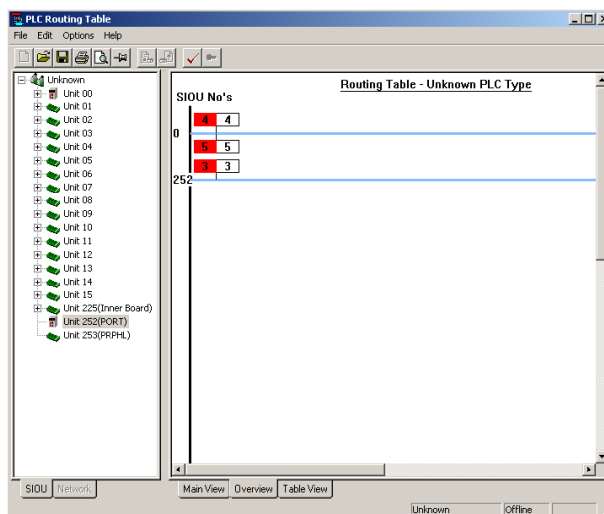 PLC Routing Table
File Edit Options Help
Unknown
Unit 00
Unit 01
Unit 02
Unit 03
Unit 04
Unit 05
Unit 06
Unit 07
Unit 08
Unit 09
Unit 10
Unit 11
Unit 12
Unit 13
Unit 14
Unit 15
Unit 225(Inner Board)
Unit 252(PORT)
Unit 253(PRPHL)
SIOU Network
Routing Table - Unknown PLC Type
SIOU No's
4 4
0
5 5
3 3
252
Main View Overview Table View
Unknown Offline